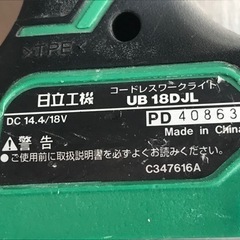 >TPE<
日立工機
コードレスワークライト
UB 18DJL
DC 14.4/18V
PD 40863
Made in China
⚠警告
●ご使用前に取扱説明書を必ずよくお読みください。
C347616A